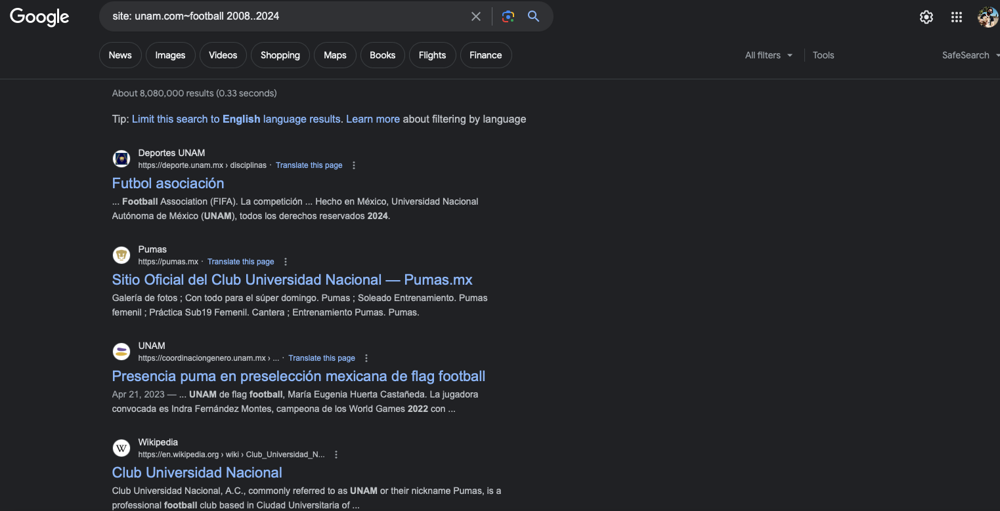 Google
site: unam.com~football 2008..2024
News Images Videos Shopping Maps Books Flights Finance All filters Tools SafeSearch
About 8,080,000 results (0.33 seconds)
Tip: Limit this search to English language results. Learn more about filtering by language
Deportes UNAM
https://deporte.unam.mx › disciplinas · Translate this page
Futbol asociación
... Football Association (FIFA). La competición ... Hecho en México, Universidad Nacional
Autónoma de México (UNAM), todos los derechos reservados 2024.
Pumas
https://pumas.mx · Translate this page
Sitio Oficial del Club Universidad Nacional — Pumas.mx
Galería de fotos ; Con todo para el súper domingo. Pumas ; Soleado Entrenamiento. Pumas
femenil ; Práctica Sub19 Femenil. Cantera ; Entrenamiento Pumas. Pumas.
UNAM
https://coordinaciongenero.unam.mx › ... · Translate this page
Presencia puma en preselección mexicana de flag football
Apr 21, 2023 — ... UNAM de flag football, María Eugenia Huerta Castañeda. La jugadora
convocada es Indra Fernández Montes, campeona de los World Games 2022 con ...
W
Wikipedia
https://en.wikipedia.org › wiki › Club_Universidad_N...
Club Universidad Nacional
Club Universidad Nacional, A.C., commonly referred to as UNAM or their nickname Pumas, is a
professional football club based in Ciudad Universitaria of ...